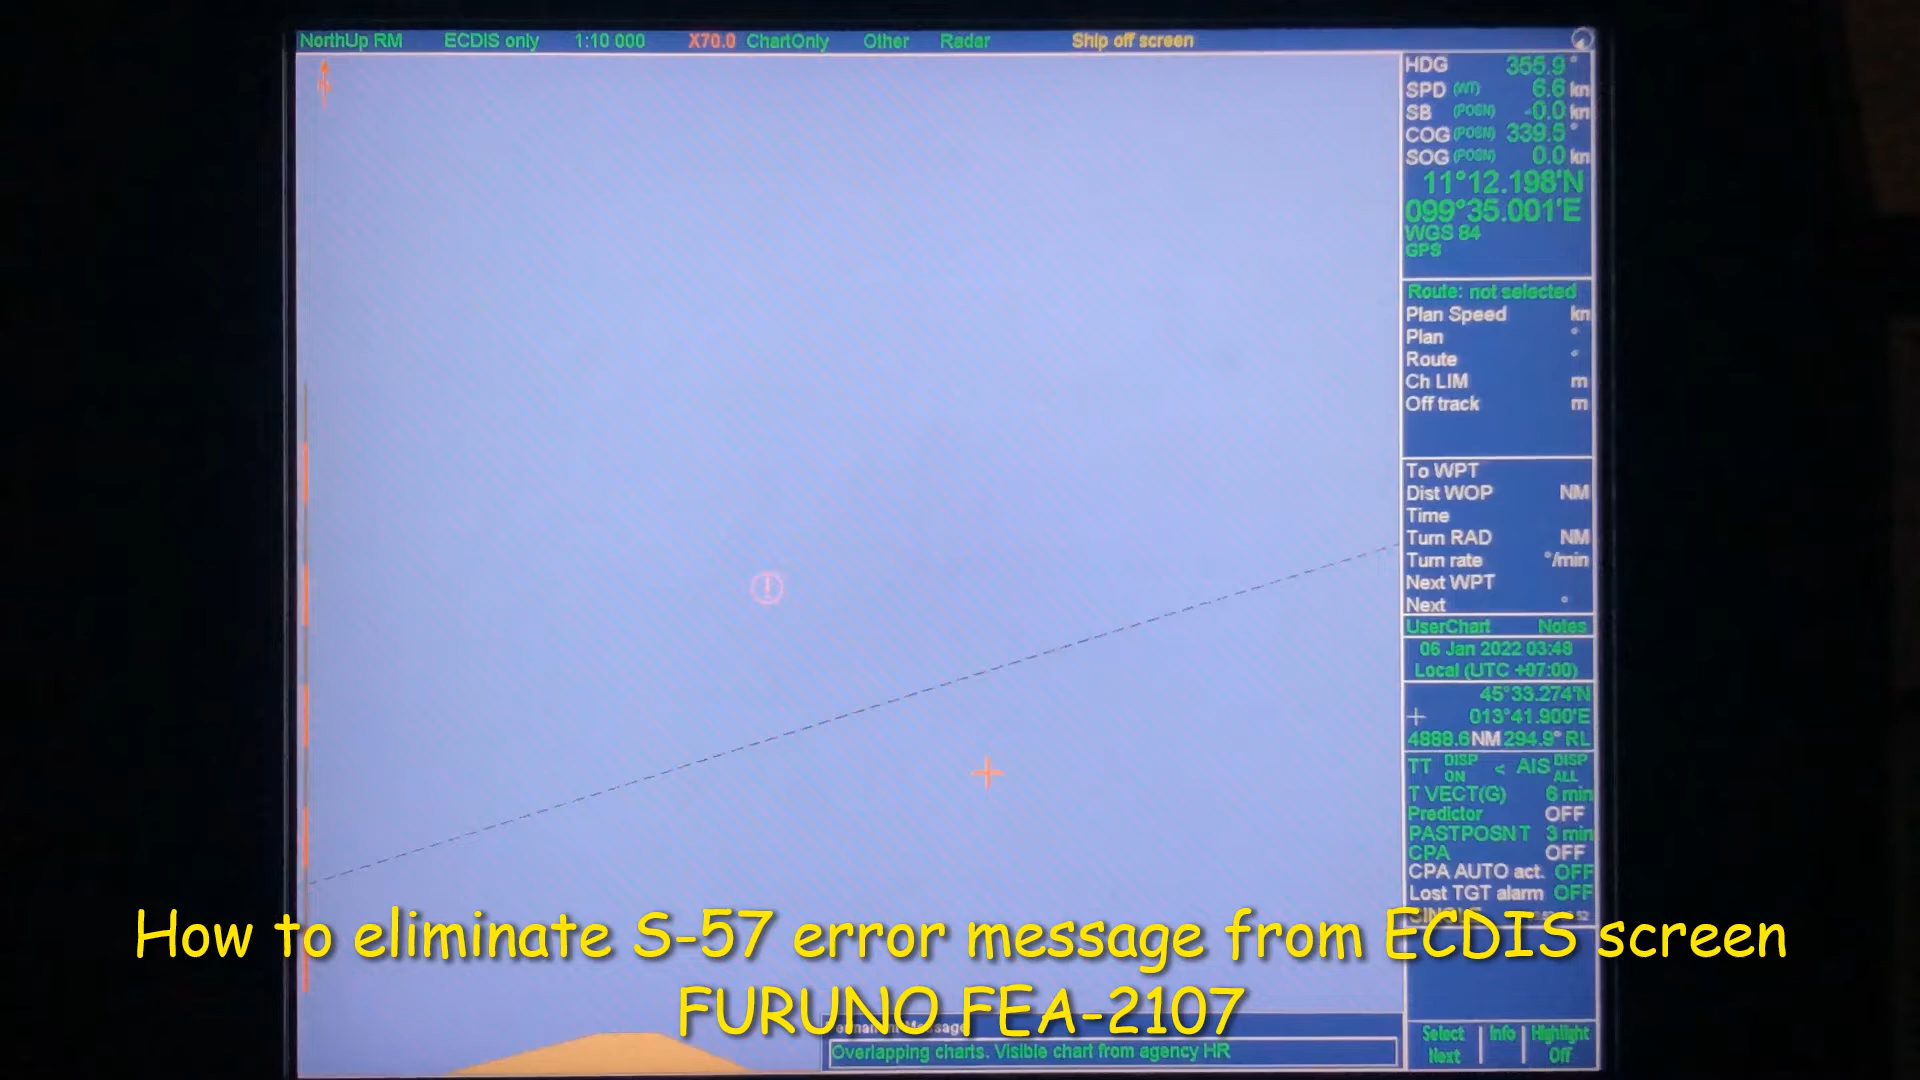 NorthUp RM ECDIS only 1:10 000 X70.0 ChartOnly Other Radar Ship off screen
HDG 355.9 °
SPD (WT) 6.6 kn
SB (POSN) -0.0 kn
COG (POSN) 339.5 °
SOG (POSN) 0.0 kn
11°12.198'N
099°35.001'E
WGS 84
GPS
Route: not selected
Plan Speed kn
Plan °
Route °
Ch LIM m
Off track m
To WPT
Dist WOP NM
Time
Turn RAD NM
Turn rate °/min
Next WPT
Next °
UserChart Notes
06 Jan 2022 03:48
Local (UTC +07:00)
45°33.274'N
013°41.900'E
4888.6NM 294.9° RL
TT DISP ON < AIS DISP ALL
T VECT(G) 6 min
Predictor OFF
PASTPOSN T 3 min
CPA OFF
CPA AUTO act. OFF
Lost TGT alarm OFF
How to eliminate S-57 error message from ECDIS screen
FURUNO FEA-2107
Message
Overlapping charts. Visible chart from agency HR
Select Next
Info
Highlight Off